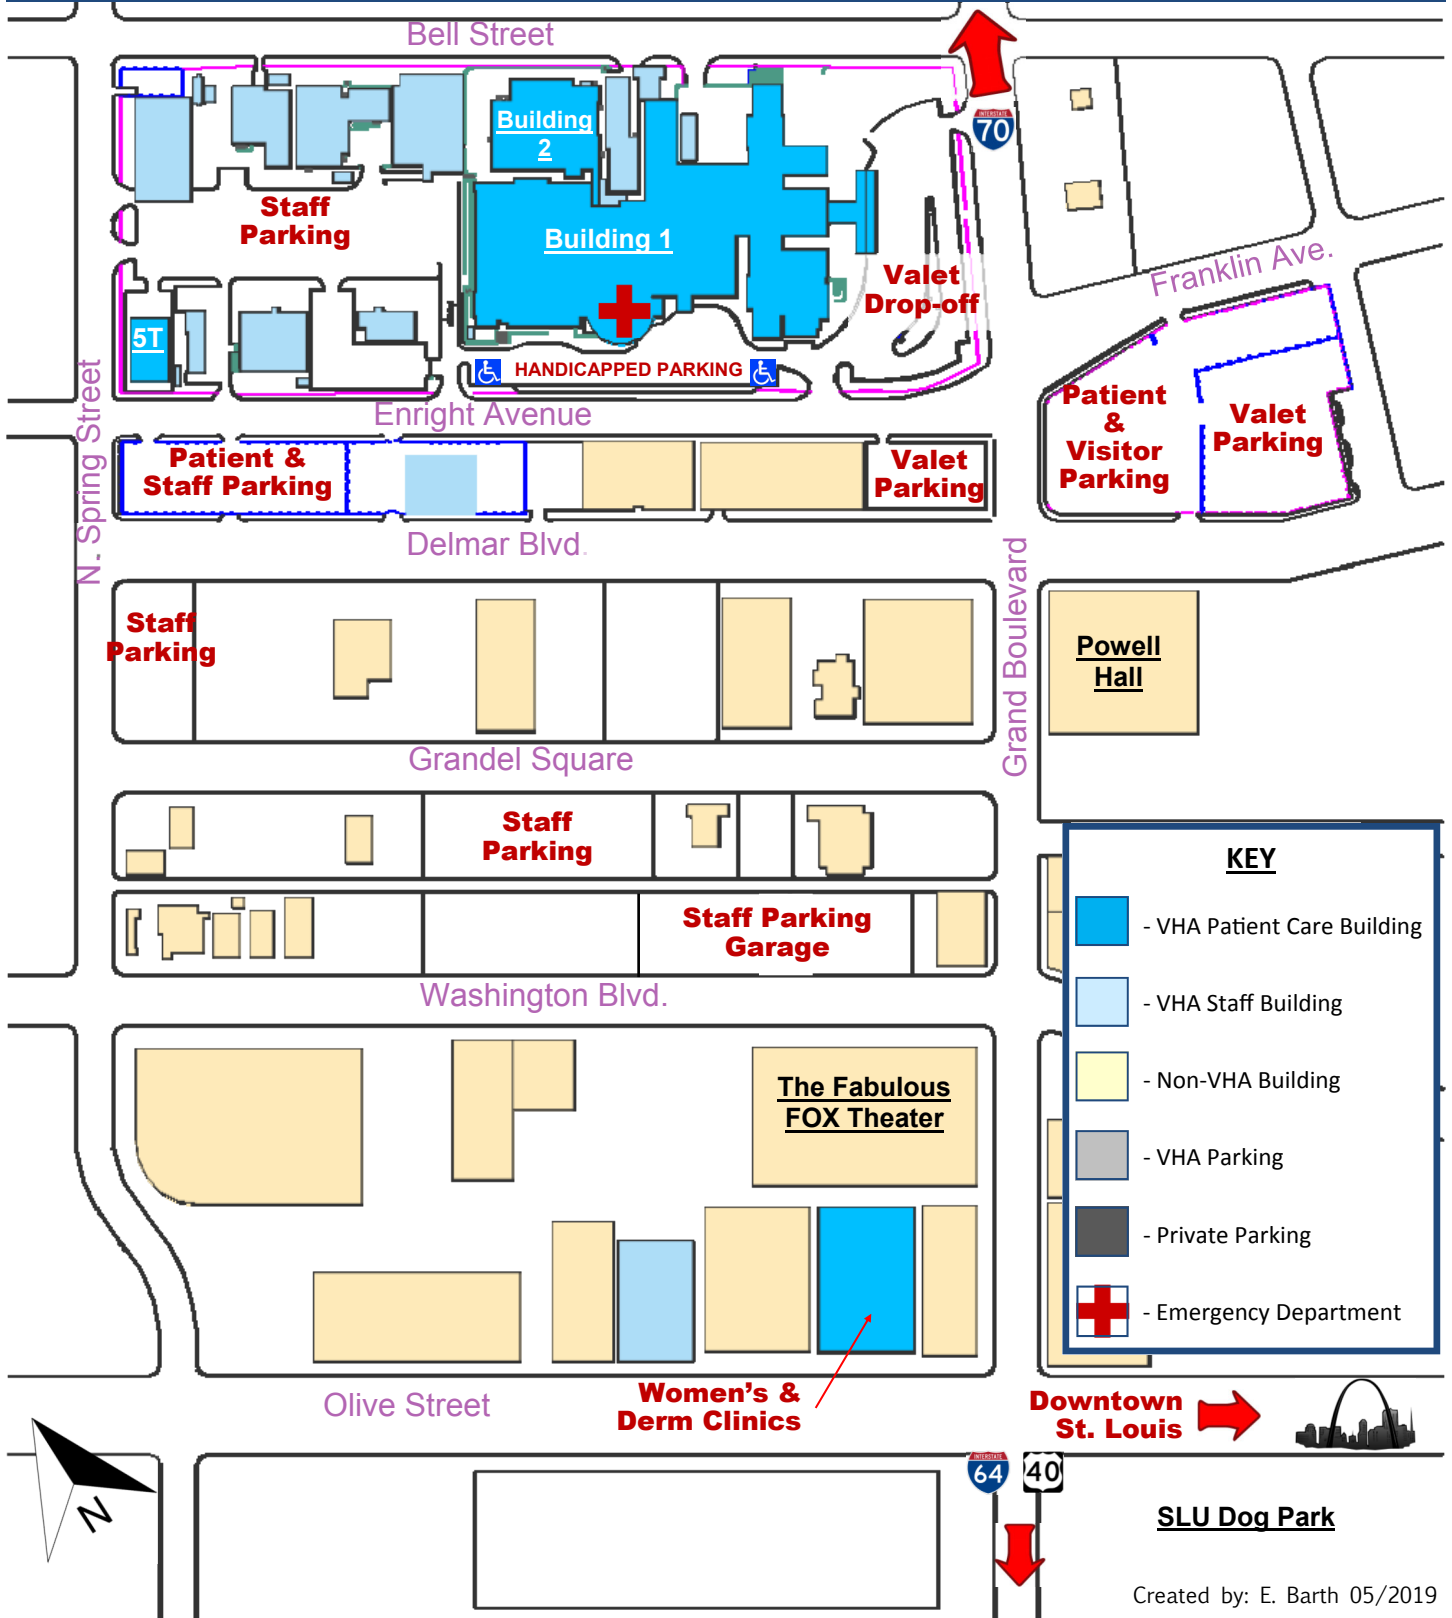 Bell Street
INTERSTATE
70
Building
2
Staff
Parking
Building 1
Franklin Ave.
Valet
Drop-off
5T
HANDICAPPED PARKING
N. Spring Street
Enright Avenue
Patient
&
Visitor
Parking
Valet
Parking
Patient &
Staff Parking
Valet
Parking
Delmar Blvd.
Grand Boulevard
Staff
Parking
Powell
Hall
Grandel Square
Staff
Parking
KEY
- VHA Patient Care Building
- VHA Staff Building
- Non-VHA Building
- VHA Parking
- Private Parking
- Emergency Department
Staff Parking
Garage
Washington Blvd.
The Fabulous
FOX Theater
Women's &
Derm Clinics
Olive Street
Downtown
St. Louis
N
INTERSTATE
64
40
SLU Dog Park
Created by: E. Barth 05/2019